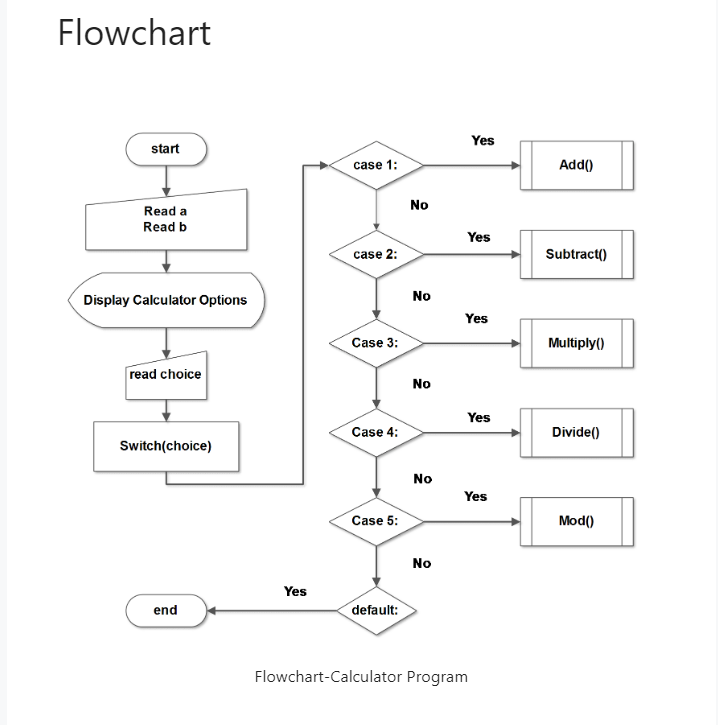 Flowchart
start
Read a
Read b
Display Calculator Options
read choice
Switch(choice)
case 1:
Yes
Add()
No
case 2:
Yes
Subtract()
No
Case 3:
Yes
Multiply()
No
Case 4:
Yes
Divide()
No
Case 5:
Yes
Mod()
No
default:
Yes
end
Flowchart-Calculator Program